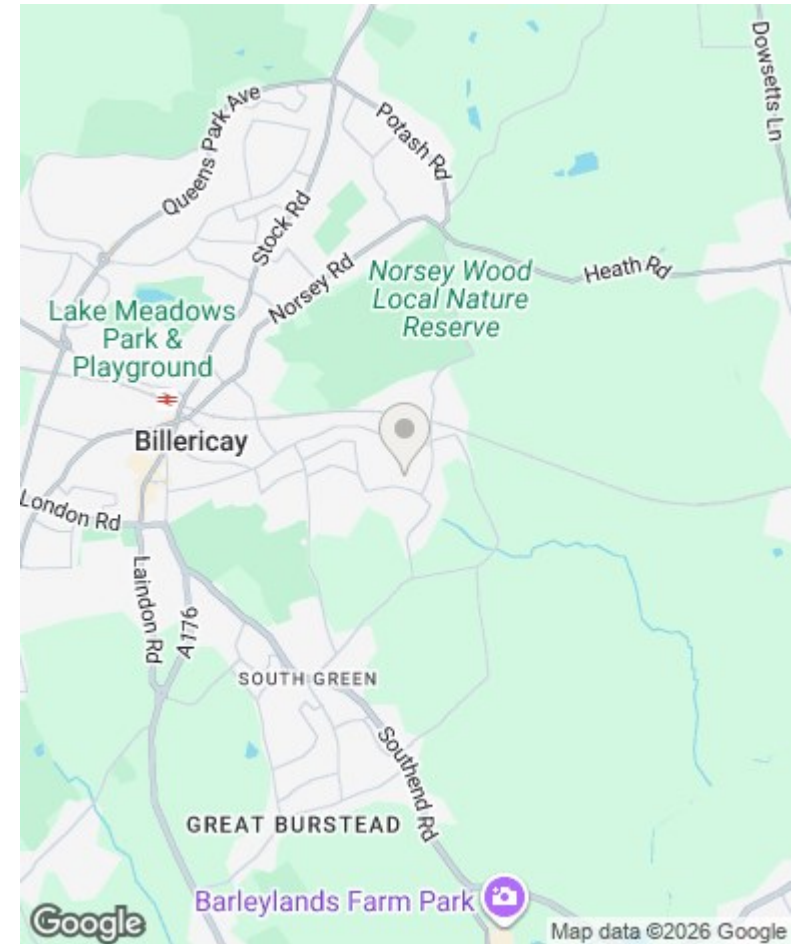 Dowsetts Ln
Queens Park Ave
Potash Rd
Stock Rd
Norsey Rd
Heath Rd
Norsey Wood
Local Nature
Reserve
Lake Meadows
Park &
Playground
Billericay
London Rd
Laindon Rd
A176
SOUTH GREEN
Southend Rd
GREAT BURSTEAD
Barleylands Farm Park
Google
Map data ©2026 Google